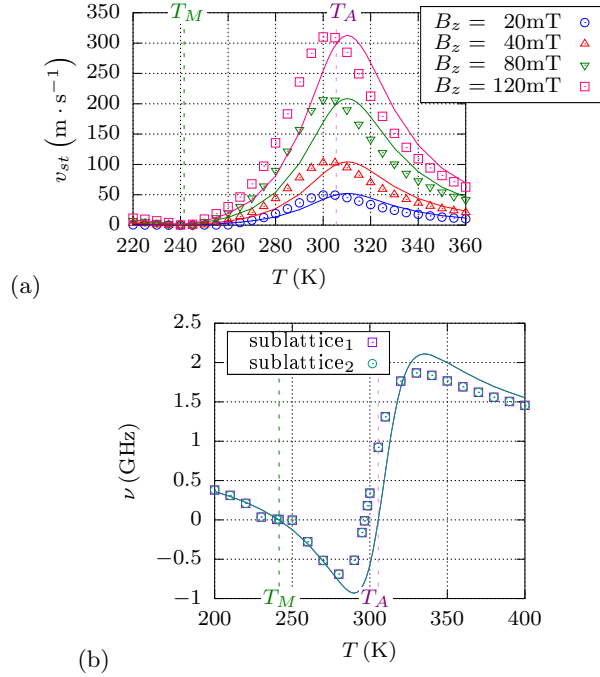 T_M T_A
350
300
250
200
150
100
50
0
v_st (m · s⁻¹)
220 240 260 280 300 320 340 360
T (K)
B_z = 20mT
B_z = 40mT
B_z = 80mT
B_z = 120mT
(a)
2.5
2
1.5
1
0.5
0
−0.5
−1
ν (GHz)
sublattice₁
sublattice₂
T_M T_A
200 250 300 350 400
T (K)
(b)